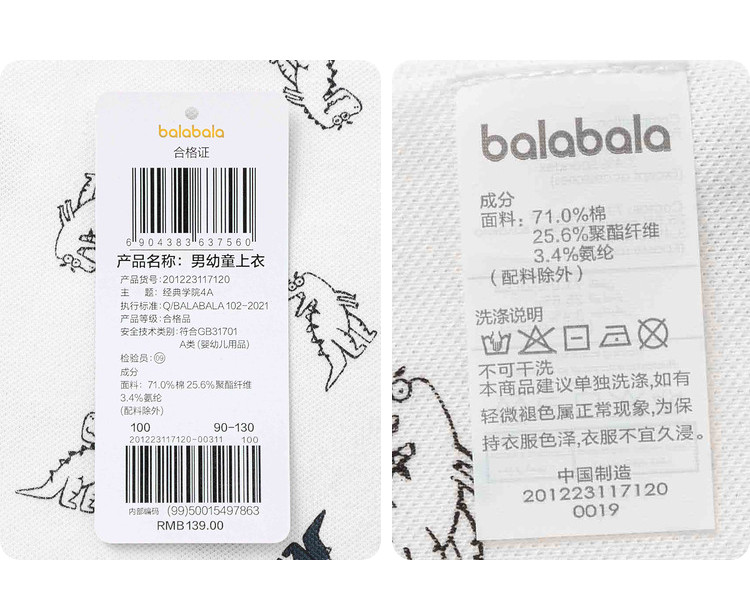 balabala
合格证
6 904383 637560
产品名称：男幼童上衣
产品货号：201223117120
主 题：经典学院4A
执行标准：Q/BALABALA 102-2021
产品等级：合格品
安全技术类别：符合GB31701
A类 (婴幼儿用品)
检验员：09
成分
面料：71.0%棉 25.6%聚酯纤维
3.4%氨纶
(配料除外)
100 90-130
201223117120-00311 100
内部编码 (99)50015497863
RMB139.00
balabala
成分
面料：71.0%棉
25.6%聚酯纤维
3.4%氨纶
（配料除外）
洗涤说明
不可干洗
本商品建议单独洗涤,如有
轻微褪色属正常现象,为保
持衣服色泽,衣服不宜久浸。
中国制造
201223117120
0019